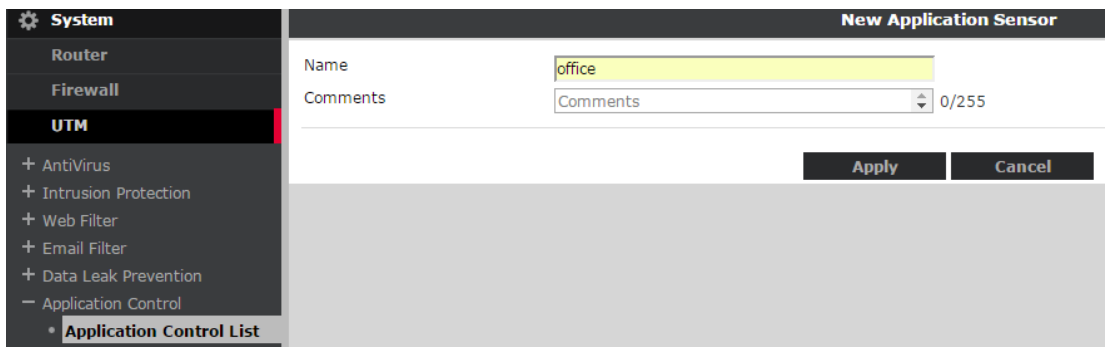 System
Router
Firewall
UTM
+ AntiVirus
+ Intrusion Protection
+ Web Filter
+ Email Filter
+ Data Leak Prevention
− Application Control
• Application Control List
New Application Sensor
Name office
Comments Comments 0/255
Apply Cancel